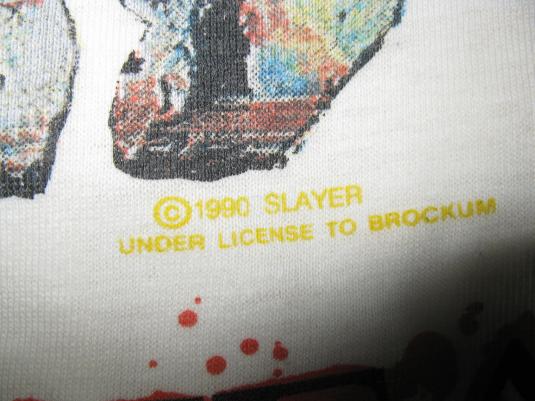 ©1990 SLAYER
UNDER LICENSE TO BROCKUM